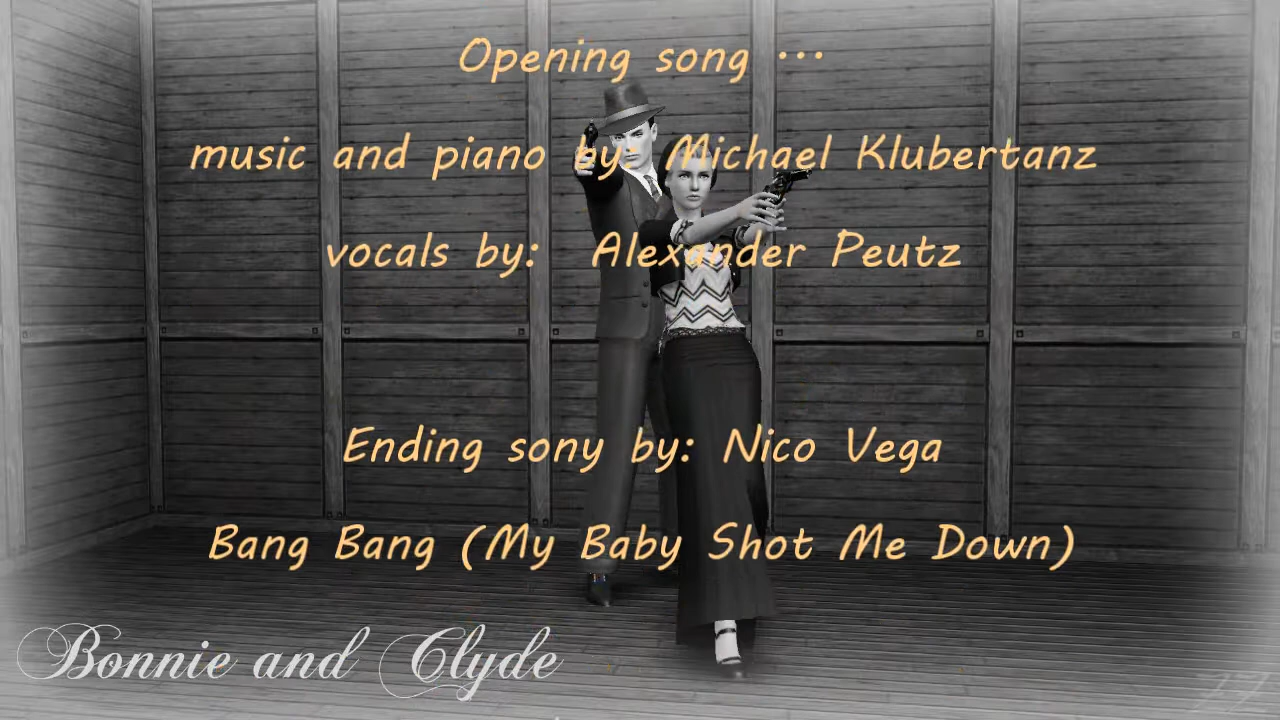 Opening song ...
music and piano by: Michael Klubertanz
vocals by: Alexander Peutz
Ending sony by: Nico Vega
Bang Bang (My Baby Shot Me Down)
Bonnie and Clyde